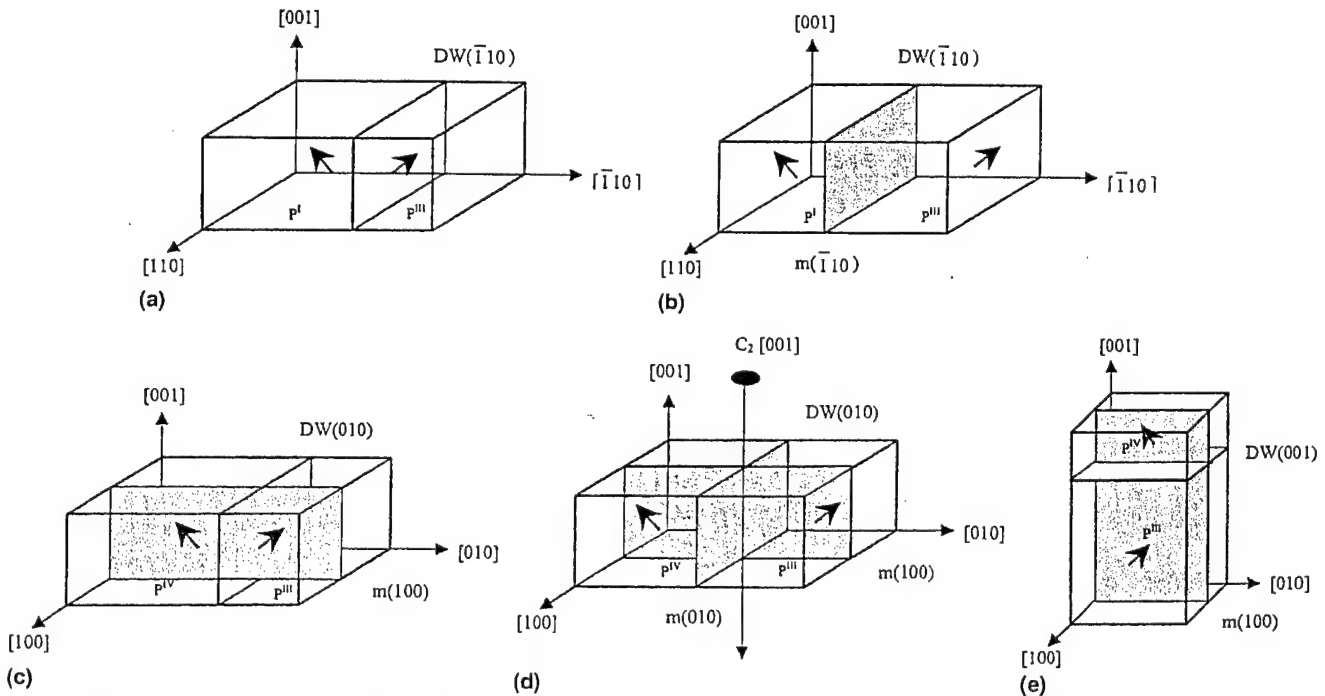 [001]
DW(1̅10)
P^I
P^III
[1̅10]
[110]
(a)
[001]
DW(1̅10)
P^I
P^III
[1̅10]
[110]
m(1̅10)
(b)
[001]
DW(010)
[010]
P^IV
P^III
m(100)
[100]
(c)
C₂ [001]
[001]
DW(010)
[010]
P^IV
P^III
m(100)
m(010)
[100]
(d)
[001]
P^IV
DW(001)
P^III
[010]
m(100)
[100]
(e)